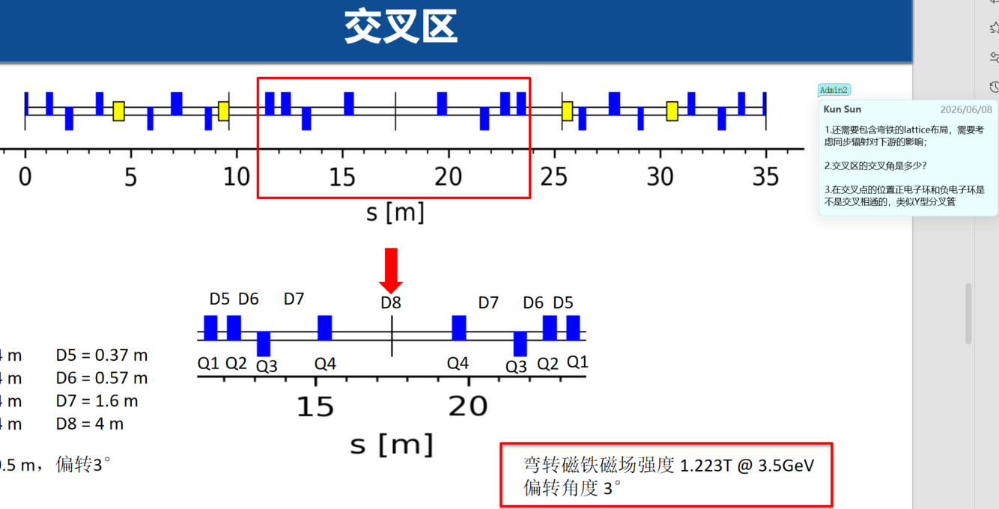 交叉区
0 5 10 15 20 25 30 35
s [m]
Admin2
Kun Sun 2026/06/08
1.还需要包含弯铁的lattice布局，需要考
虑同步辐射对下游的影响；
2.交叉区的交叉角是多少？
3.在交叉点的位置正电子环和负电子环是
不是交叉相通的，类似Y型分叉管
D5 D6 D7 D8 D7 D6 D5
Q1 Q2 Q3 Q4 Q4 Q3 Q2 Q1
15 20
s [m]
m D5 = 0.37 m
m D6 = 0.57 m
m D7 = 1.6 m
m D8 = 4 m
.5 m，偏转3°
弯转磁铁磁场强度 1.223T @ 3.5GeV
偏转角度 3°